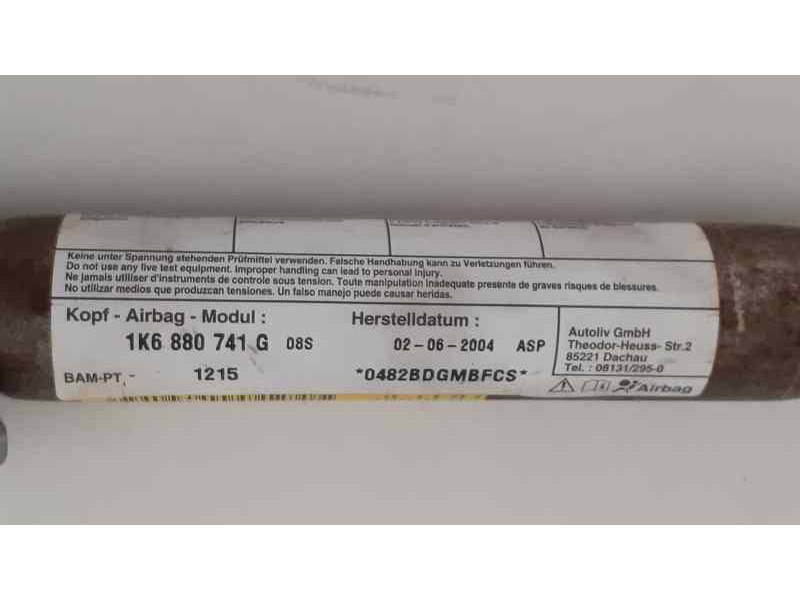 Keine unter Spannung stehenden Prüfmittel verwenden. Falsche Handhabung kann zu Verletzungen führen.
Do not use any live test equipment. Improper handling can lead to personal injury.
Ne jamais utiliser d'instruments de controle sous tension. Toute manipulation inadequate presente de graves risques de blessures.
No utilizar medios que produzcan tensiones. Un falso manejo puede causar heridas.
Kopf - Airbag - Modul :
1K6 880 741 G 08S
BAM-PT, - 1215
Herstelldatum :
02-06-2004 ASP
*0482BDGMBFCS*
Autoliv GmbH
Theodor-Heuss- Str.2
85221 Dachau
Tel. : 08131/295-0
Airbag